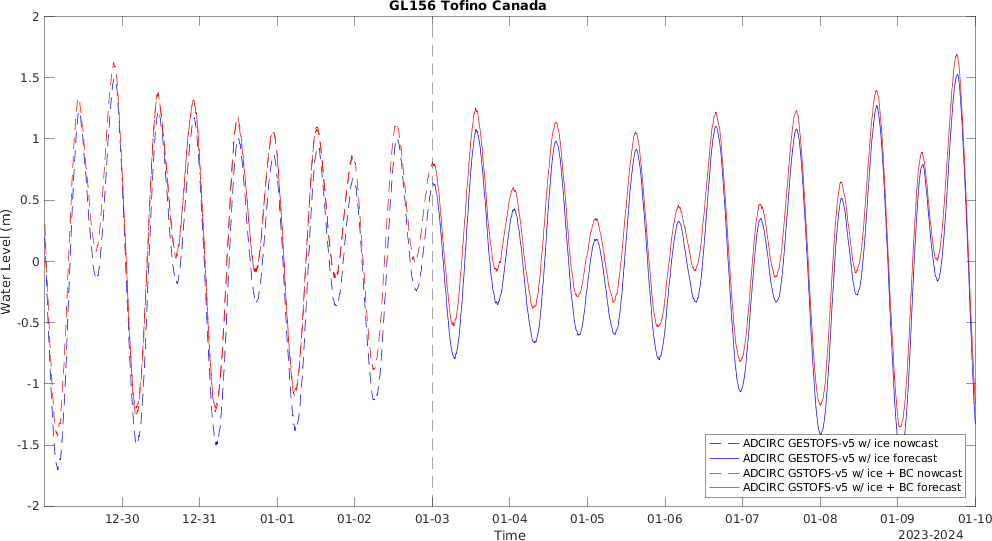 GL156 Tofino Canada
2
1.5
1
0.5
0
-0.5
-1
-1.5
-2
Water Level (m)
ADCIRC GESTOFS-v5 w/ ice nowcast
ADCIRC GESTOFS-v5 w/ ice forecast
ADCIRC GSTOFS-v5 w/ ice + BC nowcast
ADCIRC GSTOFS-v5 w/ ice + BC forecast
12-30 12-31 01-01 01-02 01-03 01-04 01-05 01-06 01-07 01-08 01-09 01-10
Time
2023-2024